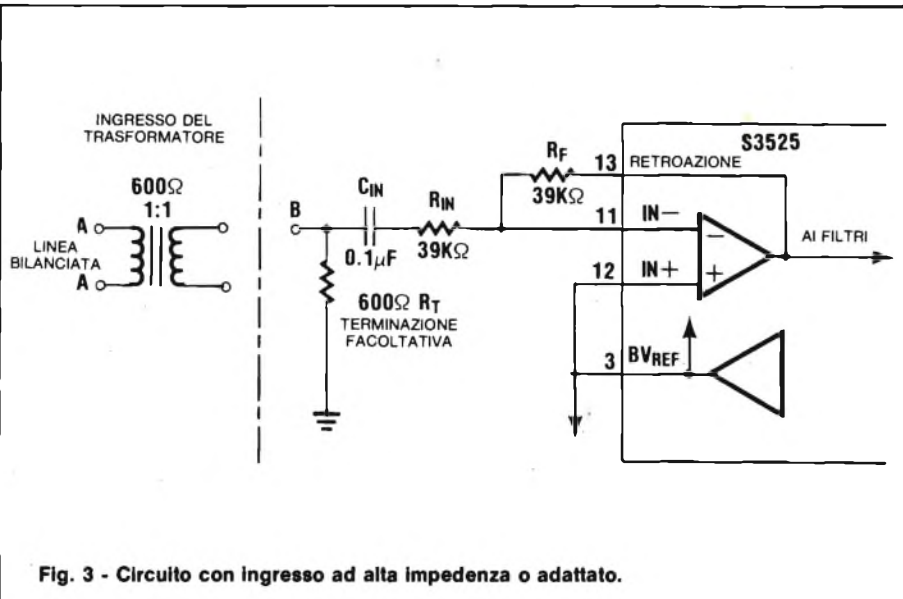 INGRESSO DEL
TRASFORMATORE
600Ω
1:1
A
LINEA
BILANCIATA
A
B
CIN
0.1μF
RIN
39KΩ
600Ω RT
TERMINAZIONE
FACOLTATIVA
RF
39KΩ
S3525
13 RETROAZIONE
11 IN−
12 IN+
3 BVREF
−
+
AI FILTRI
Fig. 3 - Circuito con ingresso ad alta impedenza o adattato.